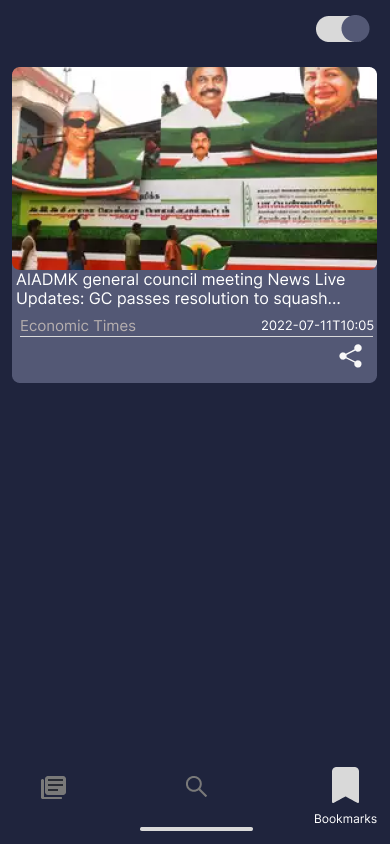 AIADMK general council meeting News Live
Updates: GC passes resolution to squash...
Economic Times
2022-07-11T10:05
Bookmarks